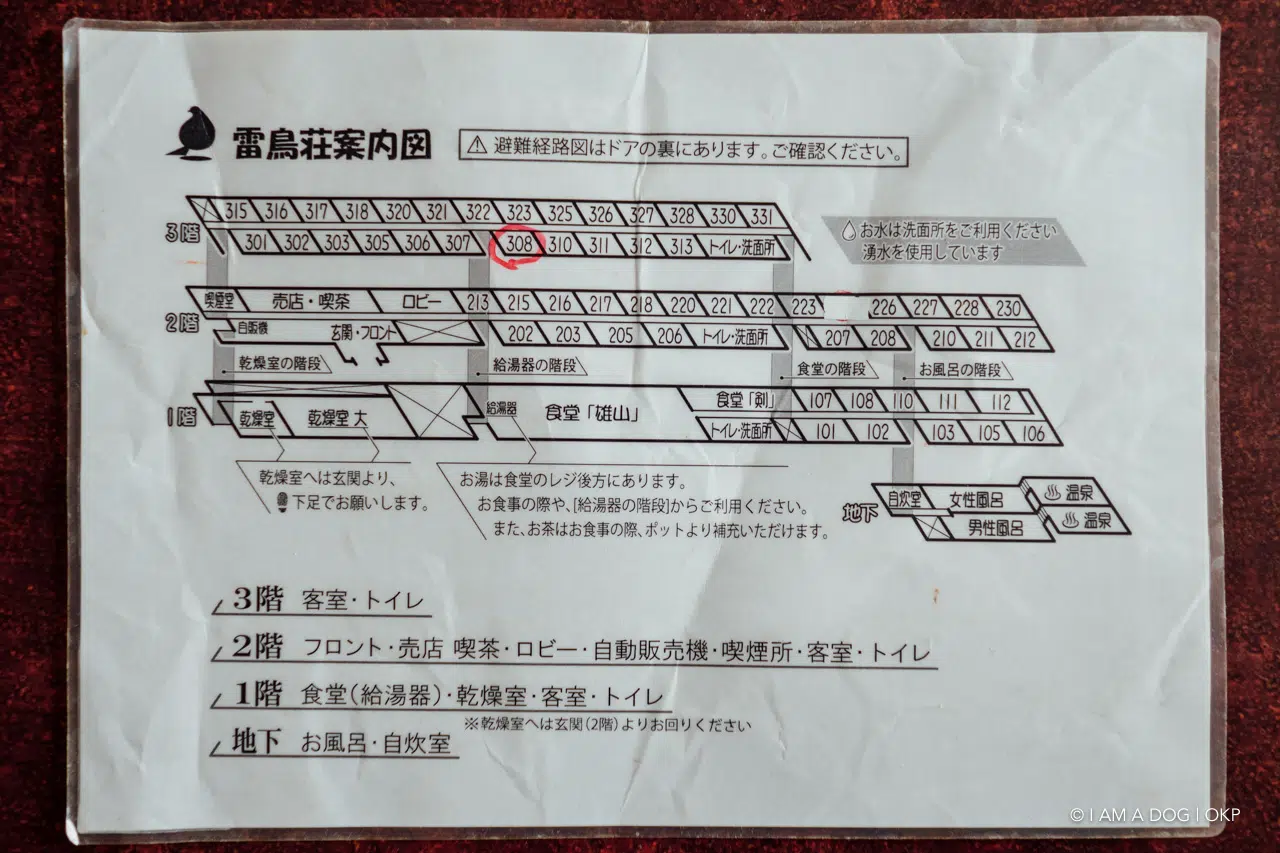 雷鳥荘案内図
⚠ 避難経路図はドアの裏にあります。ご確認ください。
315 316 317 318 320 321 322 323 325 326 327 328 330 331
3階
301 302 303 305 306 307 308 310 311 312 313 トイレ・洗面所
お水は洗面所をご利用ください
湧水を使用しています
喫煙室 売店・喫茶 ロビー 213 215 216 217 218 220 221 222 223 226 227 228 230
2階
自販機 玄関・フロント 202 203 205 206 トイレ・洗面所 207 208 210 211 212
乾燥室の階段 給湯器の階段 食堂の階段 お風呂の階段
1階
乾燥室 乾燥室 大 給湯器 食堂「雄山」 食堂「剣」 107 108 110 111 112
トイレ・洗面所 101 102 103 105 106
乾燥室へは玄関より、
下足でお願いします。
お湯は食堂のレジ後方にあります。
お食事の際や、[給湯器の階段]からご利用ください。
また、お茶はお食事の際、ポットより補充いただけます。
地下
自炊室 女性風呂 温泉
男性風呂 温泉
3階 客室・トイレ
2階 フロント・売店 喫茶・ロビー・自動販売機・喫煙所・客室・トイレ
1階 食堂(給湯器)・乾燥室・客室・トイレ
※乾燥室へは玄関(2階)よりお回りください
地下 お風呂・自炊室
© I AM A DOG | OKP